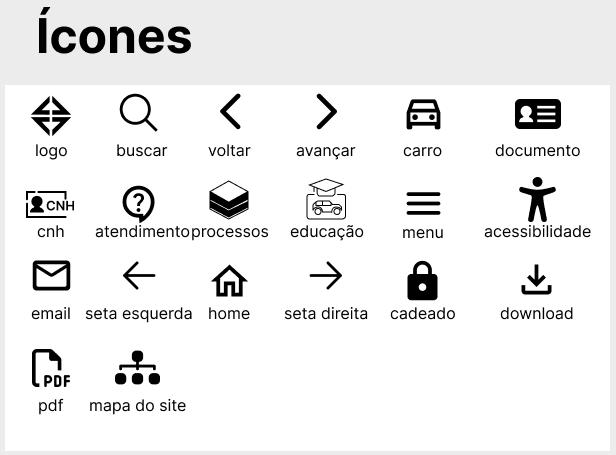 Ícones
logo buscar voltar avançar carro documento
CNH
cnh atendimento processos educação menu acessibilidade
email seta esquerda home seta direita cadeado download
PDF
pdf mapa do site